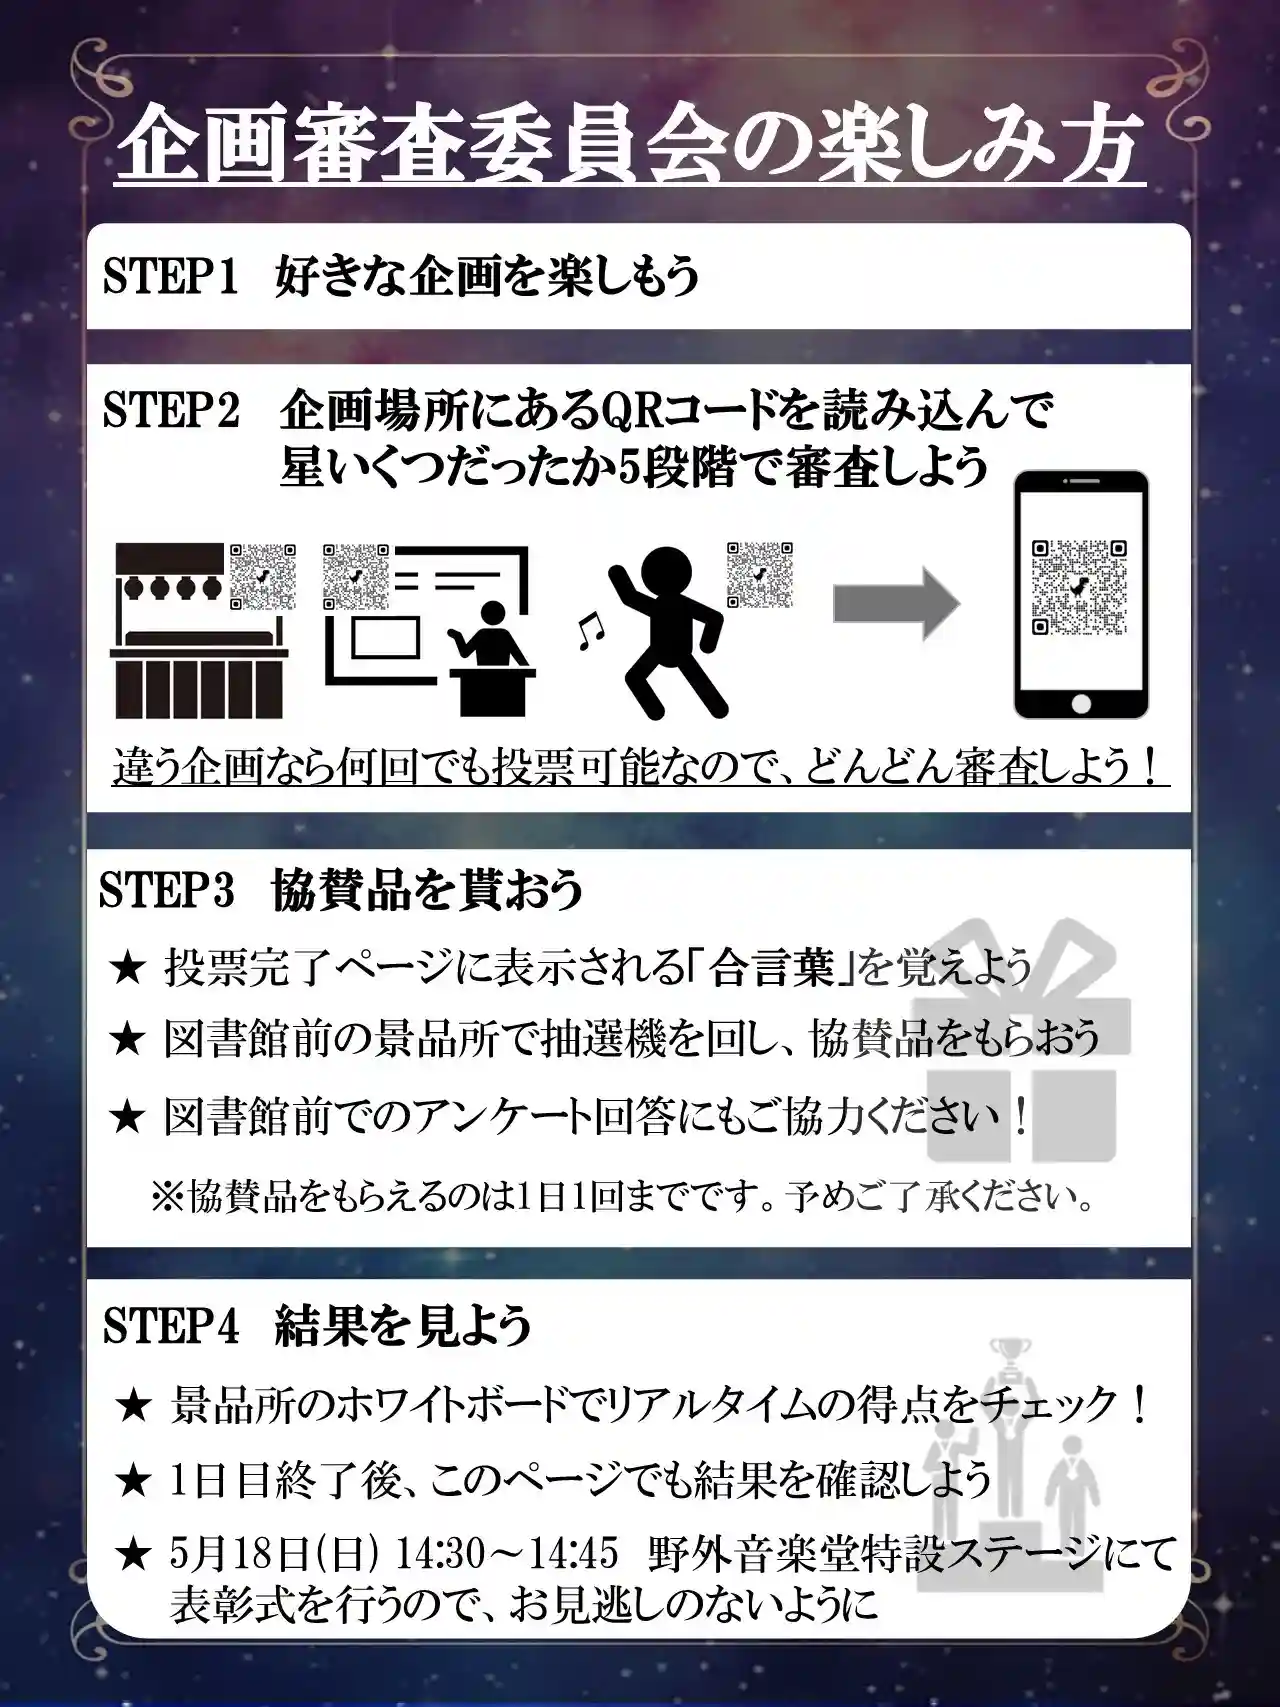 企画審査委員会の楽しみ方
STEP1 好きな企画を楽しもう
STEP2 企画場所にあるQRコードを読み込んで
星いくつだったか5段階で審査しよう
違う企画なら何回でも投票可能なので、どんどん審査しよう！
STEP3 協賛品を貰おう
★ 投票完了ページに表示される「合言葉」を覚えよう
★ 図書館前の景品所で抽選機を回し、協賛品をもらおう
★ 図書館前でのアンケート回答にもご協力ください！
※協賛品をもらえるのは1日1回までです。予めご了承ください。
STEP4 結果を見よう
★ 景品所のホワイトボードでリアルタイムの得点をチェック！
★ 1日目終了後、このページでも結果を確認しよう
★ 5月18日(日) 14:30～14:45 野外音楽堂特設ステージにて
表彰式を行うので、お見逃しのないように